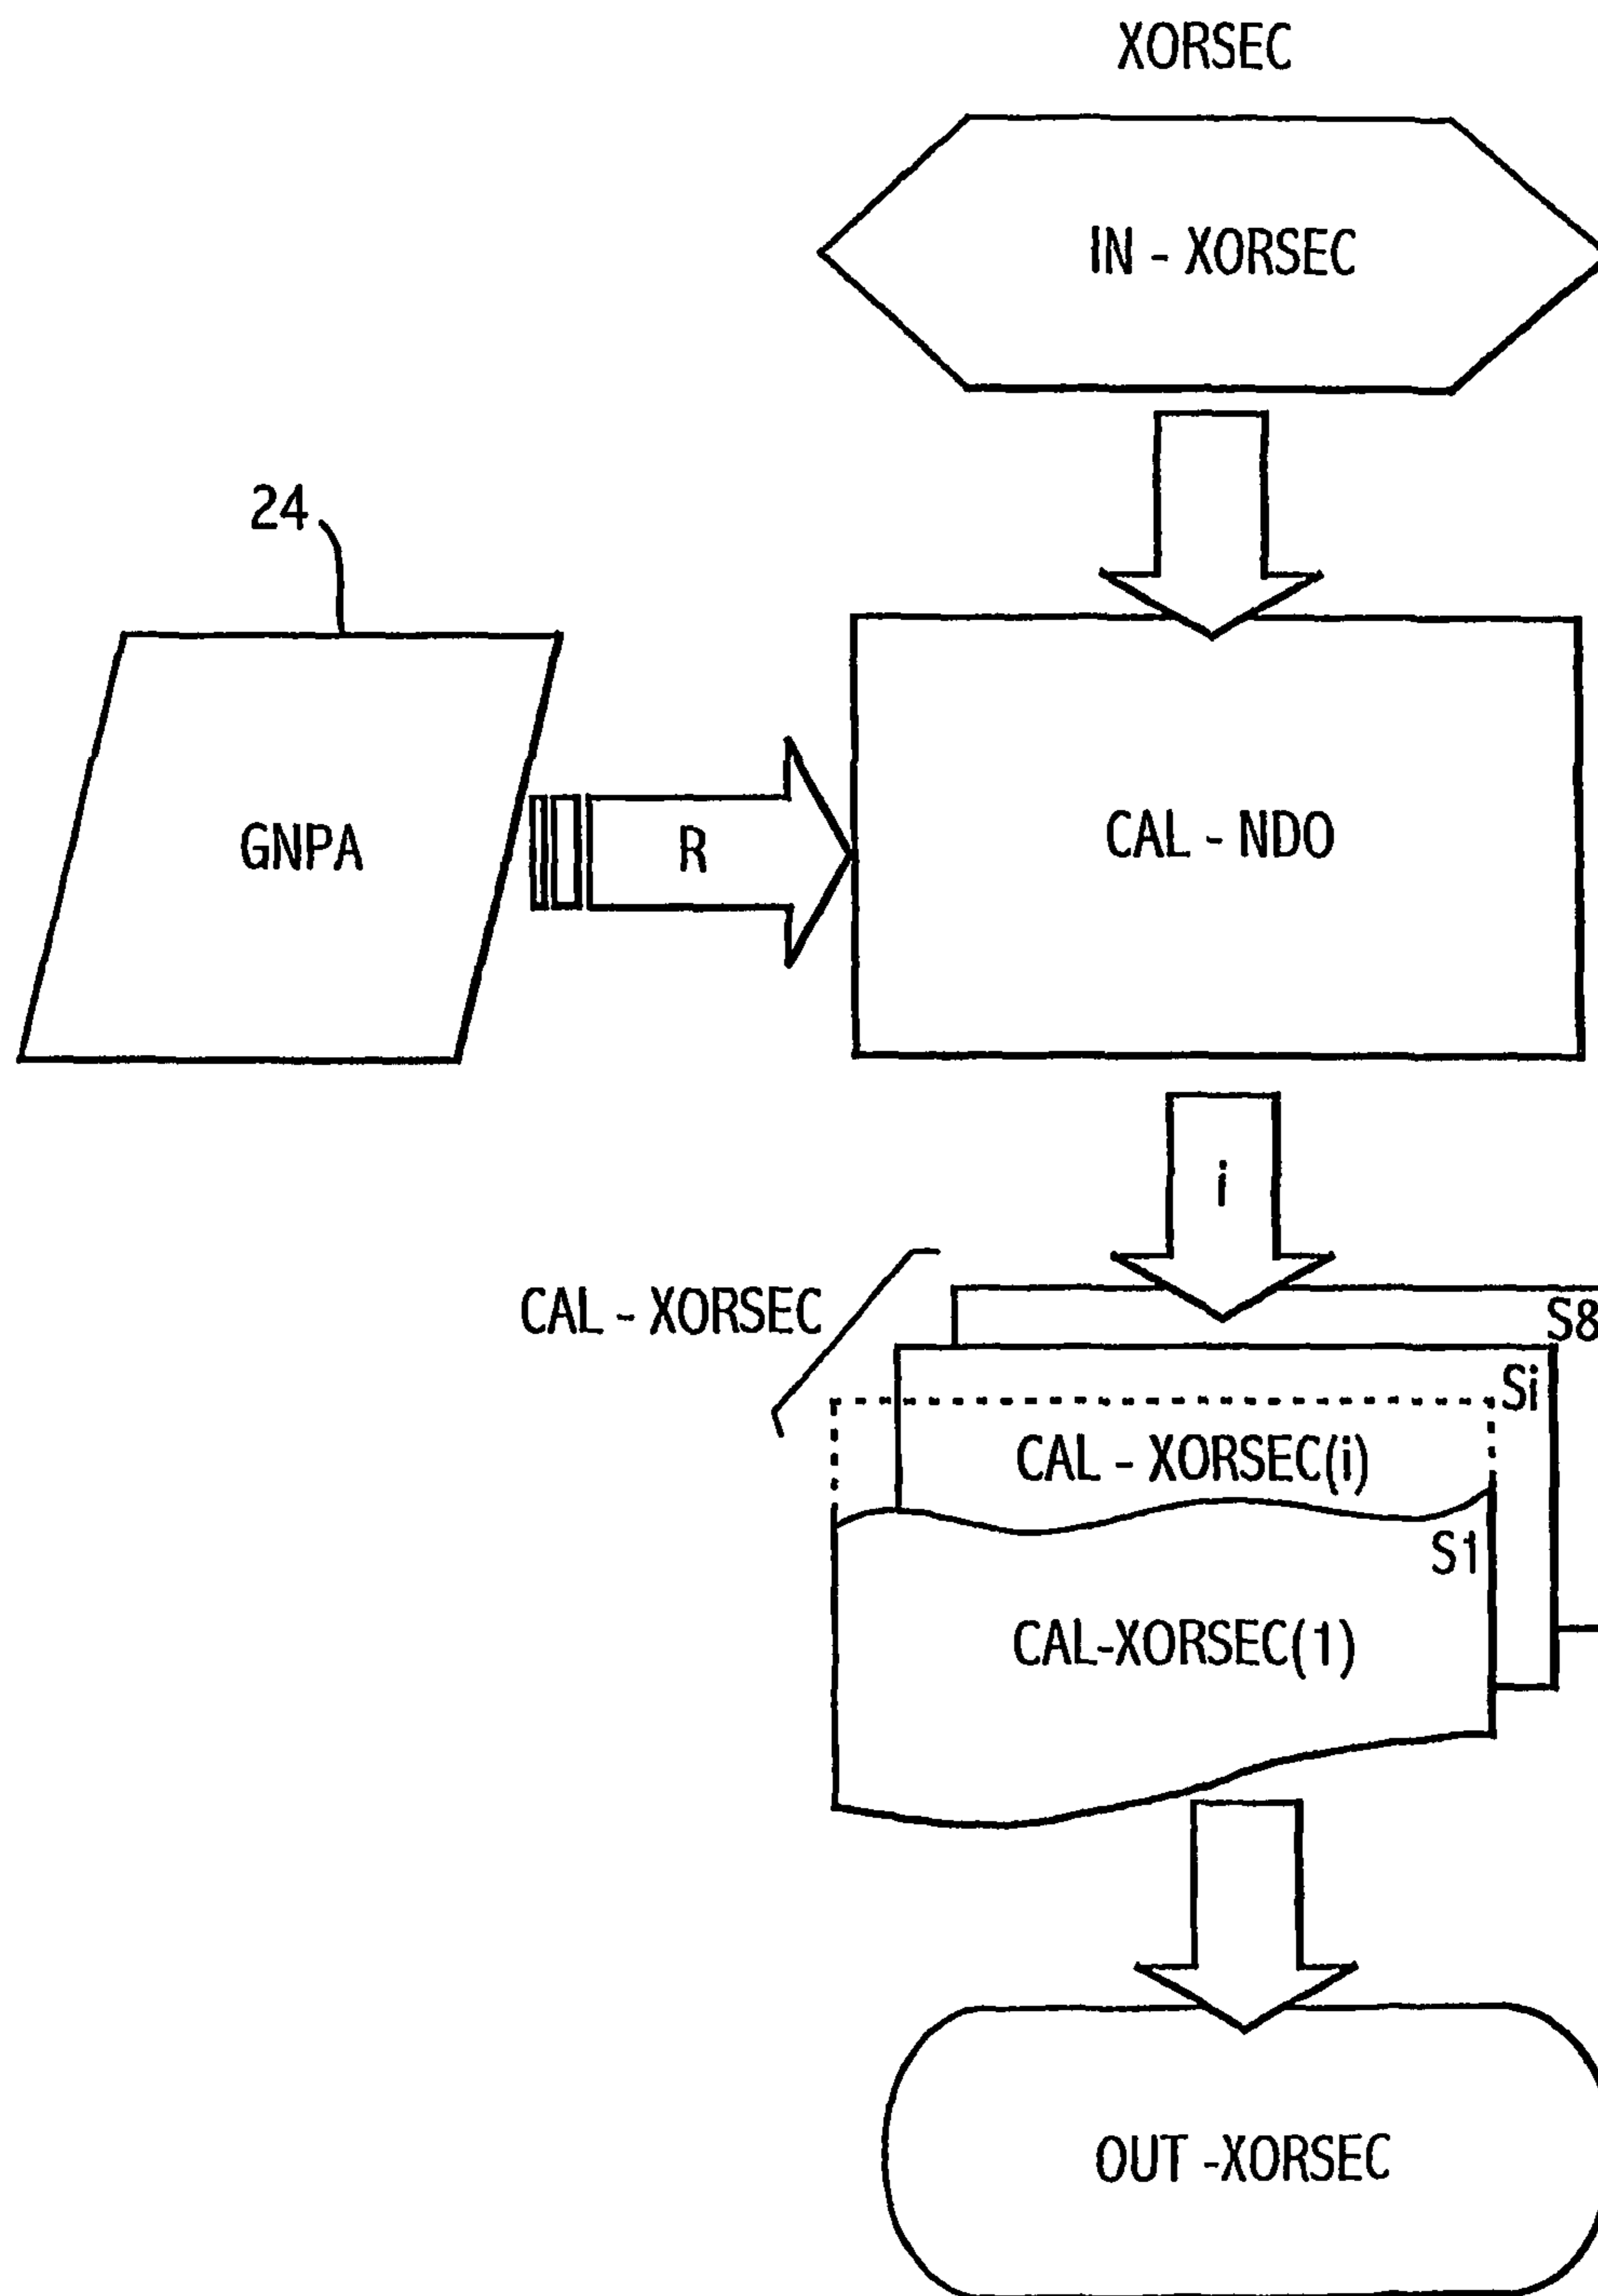 XORSEC
IN - XORSEC
24
GNPA
R
CAL - NDO
i
CAL - XORSEC
S8
Si
CAL - XORSEC(i)
S1
CAL-XORSEC(1)
OUT -XORSEC